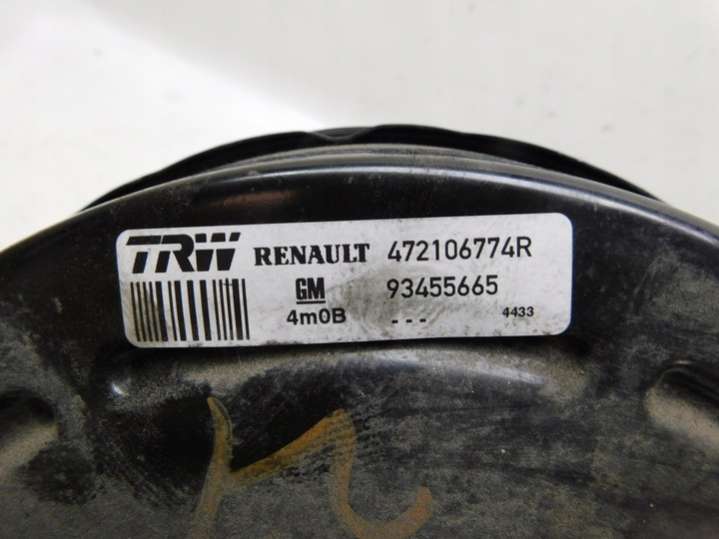 TRW RENAULT 472106774R
GM 93455665
4m0B --- 4433